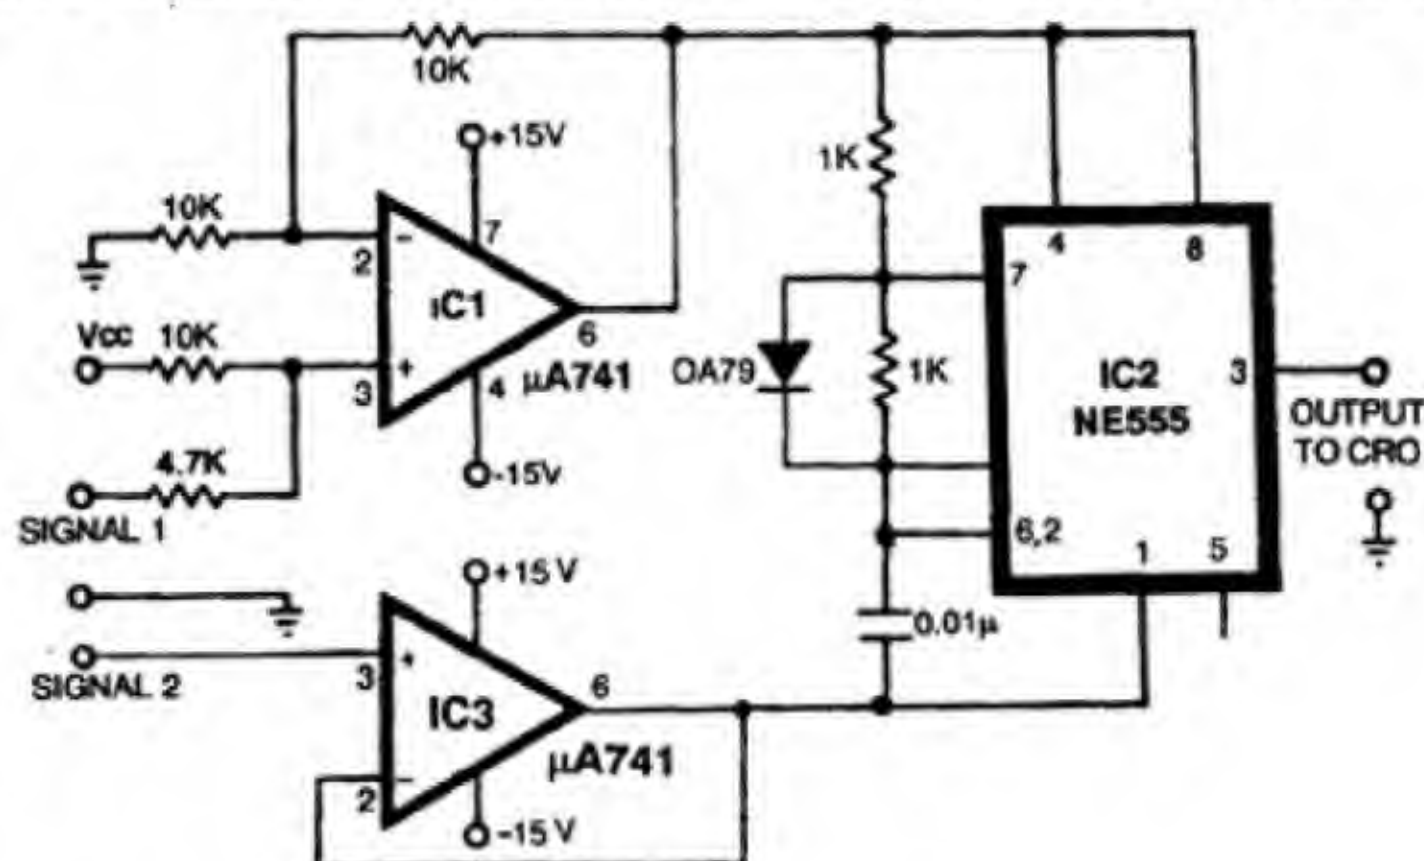 10K
+15V
1K
10K
2
-
7
4
8
7
IC1
6
Vcc
10K
3
+
4
µA741
OA79
1K
IC2
NE555
3
OUTPUT
TO CRO
4.7K
-15V
SIGNAL 1
6,2
1
5
+15 V
0.01µ
SIGNAL 2
3
+
6
IC3
µA741
2
-
-15 V